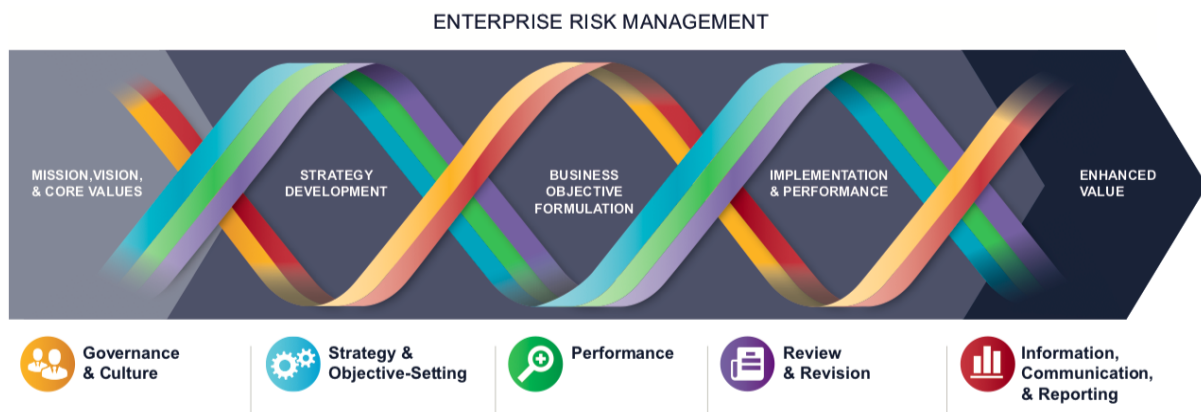 ENTERPRISE RISK MANAGEMENT
MISSION,VISION,
& CORE VALUES
STRATEGY
DEVELOPMENT
BUSINESS
OBJECTIVE
FORMULATION
IMPLEMENTATION
& PERFORMANCE
ENHANCED
VALUE
Governance
& Culture
Strategy &
Objective-Setting
Performance
Review
& Revision
Information,
Communication,
& Reporting